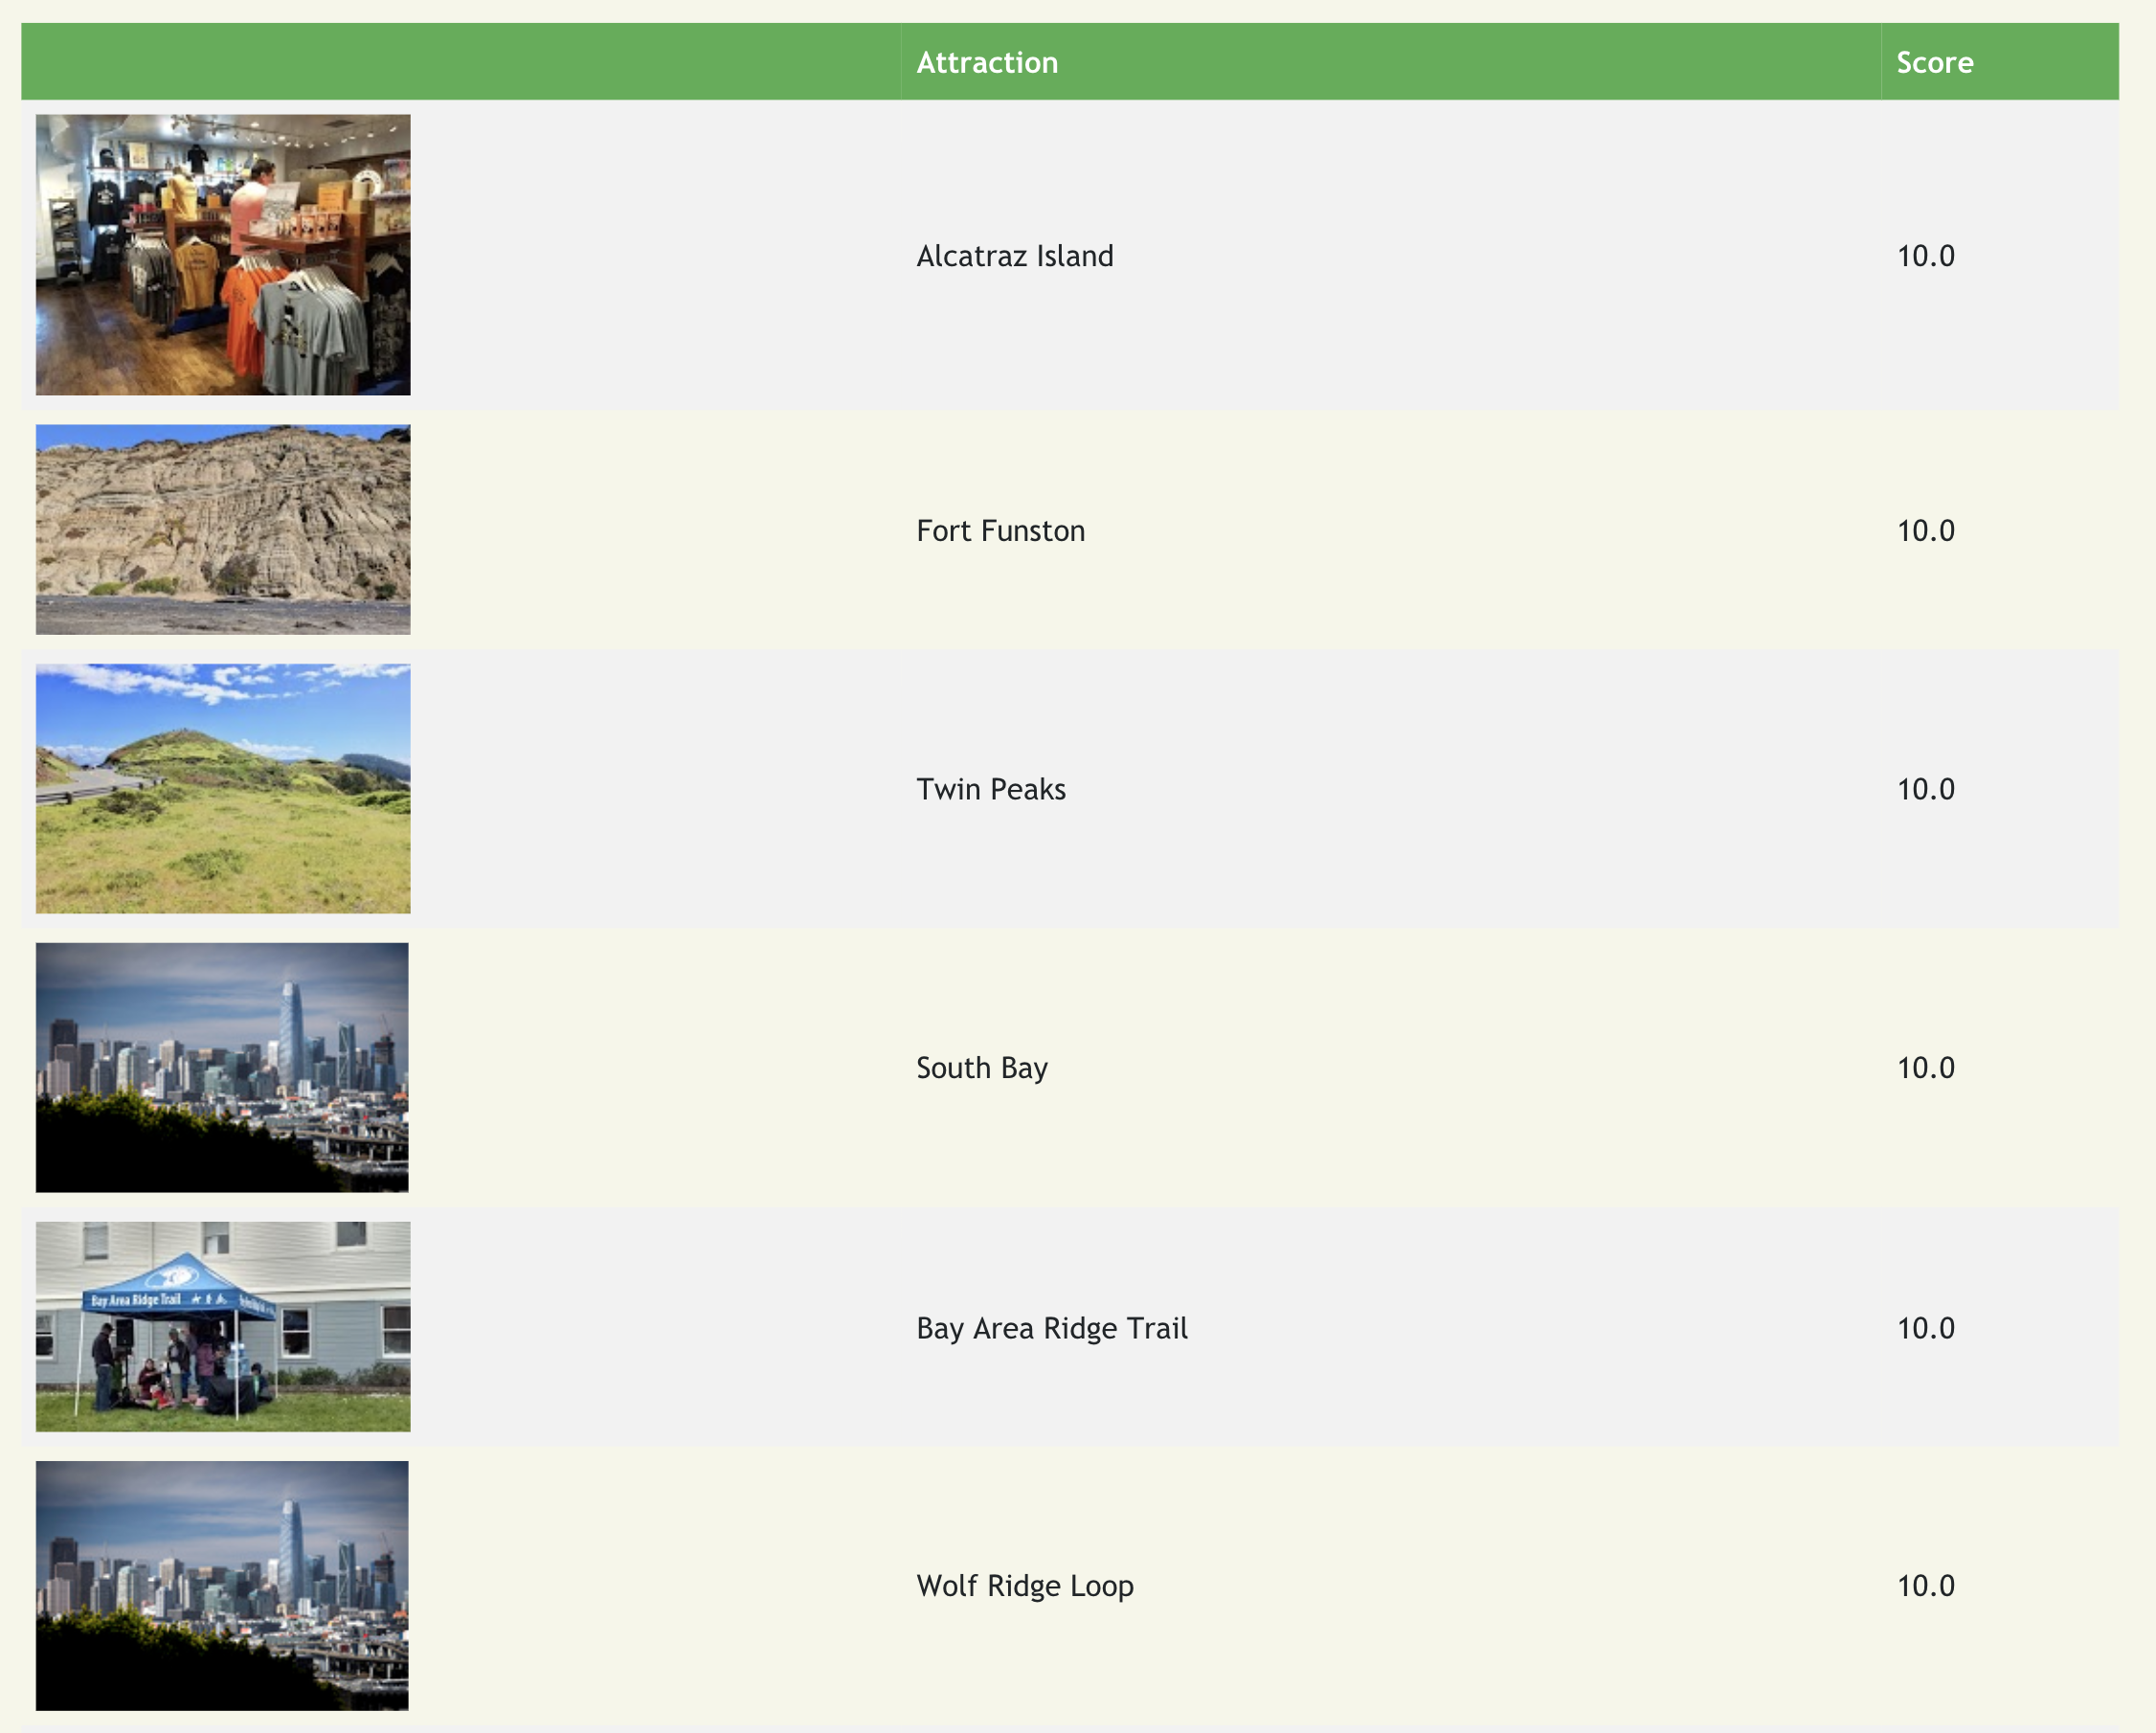 Attraction Score
Alcatraz Island 10.0
Fort Funston 10.0
Twin Peaks 10.0
South Bay 10.0
Bay Area Ridge Trail
Bay Area Ridge Trail 10.0
Wolf Ridge Loop 10.0